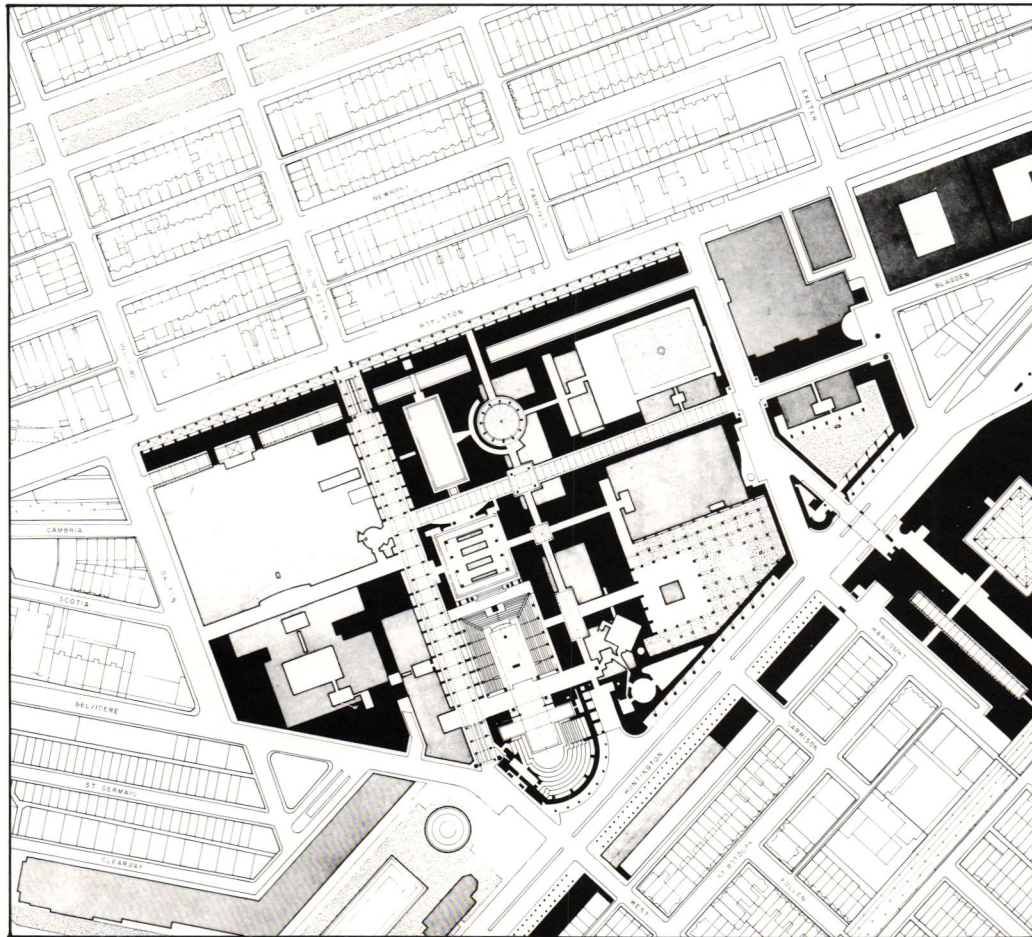 EXETER
NEWBURY
FAIRFIELD
GLOUCESTER
BOYLSTON
BLAGDEN
CAMBRIA
DALTON
SCOTIA
HARCOURT
BELVIDERE
GARRISON
HUNTINGTON
ST. GERMAIN
CLEARWAY
ST BOTOLPH
FOLLEN
WEST